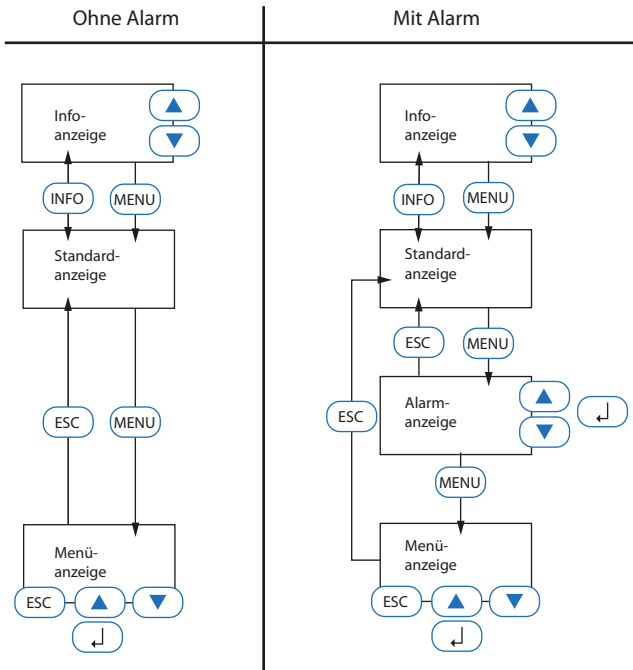 Ohne Alarm
Info-
anzeige
INFO
MENU
Standard-
anzeige
ESC
MENU
Menü-
anzeige
ESC
Mit Alarm
Info-
anzeige
INFO
MENU
Standard-
anzeige
ESC
MENU
ESC
Alarm-
anzeige
MENU
Menü-
anzeige
ESC